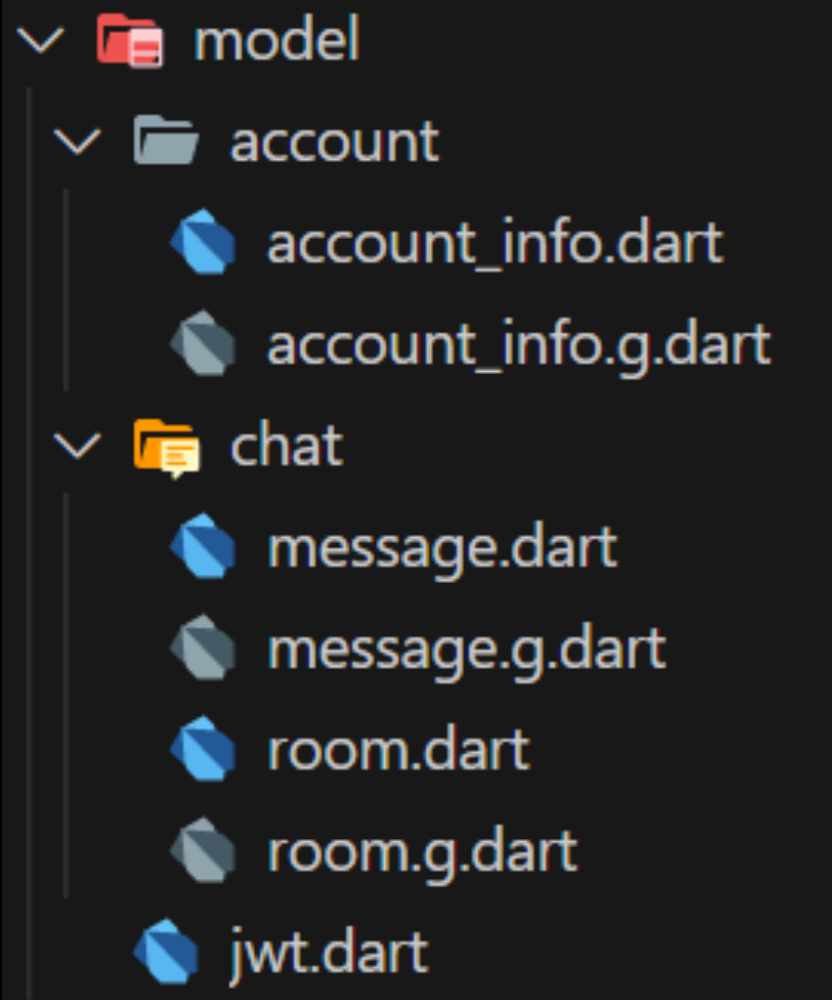 model
account
account_info.dart
account_info.g.dart
chat
message.dart
message.g.dart
room.dart
room.g.dart
jwt.dart